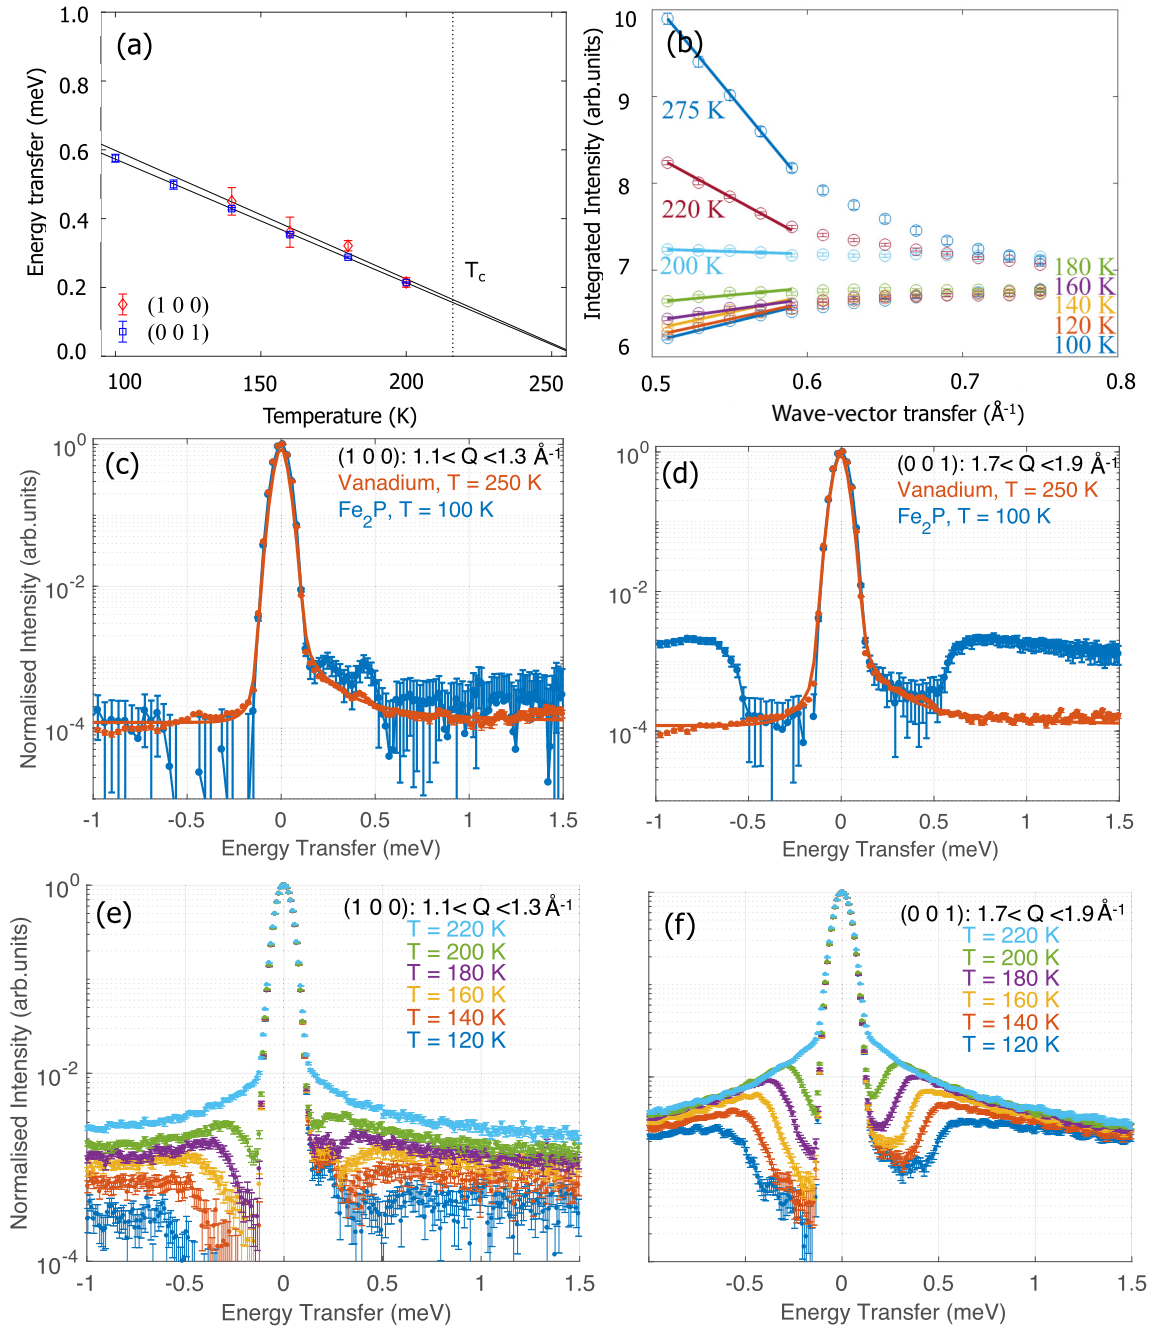 (a)
Energy transfer (meV)
1.0
0.8
0.6
0.4
0.2
0.0
T_c
(1 0 0)
(0 0 1)
100
150
200
250
Temperature (K)
(b)
Integrated Intensity (arb.units)
10
9
8
7
6
275 K
220 K
200 K
180 K
160 K
140 K
120 K
100 K
0.5
0.6
0.7
0.8
Wave-vector transfer (Å⁻¹)
(c)
Normalised Intensity (arb.units)
10⁰
10⁻²
10⁻⁴
(1 0 0): 1.1< Q <1.3 Å⁻¹
Vanadium, T = 250 K
Fe₂P, T = 100 K
-1
-0.5
0
0.5
1
1.5
Energy Transfer (meV)
(d)
10⁰
10⁻²
10⁻⁴
(0 0 1): 1.7< Q <1.9 Å⁻¹
Vanadium, T = 250 K
Fe₂P, T = 100 K
-1
-0.5
0
0.5
1
1.5
Energy Transfer (meV)
(e)
Normalised Intensity (arb.units)
10⁰
10⁻²
10⁻⁴
(1 0 0): 1.1< Q <1.3 Å⁻¹
T = 220 K
T = 200 K
T = 180 K
T = 160 K
T = 140 K
T = 120 K
-1
-0.5
0
0.5
1
1.5
Energy Transfer (meV)
(f)
(0 0 1): 1.7< Q <1.9 Å⁻¹
T = 220 K
T = 200 K
T = 180 K
T = 160 K
T = 140 K
T = 120 K
-0.5
0
0.5
1
1.5
Energy Transfer (meV)